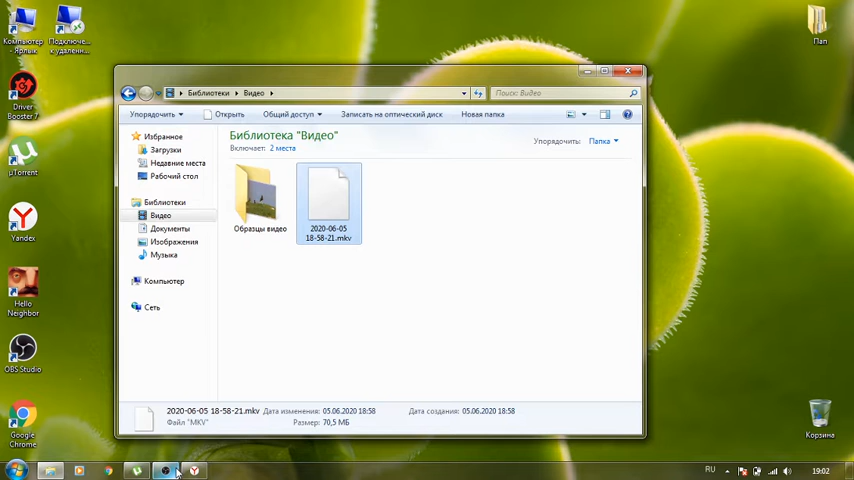 Компьютер
- Ярлык
Подключе...
к удален...
Пап
Driver
Booster 7
µTorrent
Yandex
Hello
Neighbor
OBS Studio
Google
Chrome
Корзина
Библиотеки
Видео
Поиск: Видео
Упорядочить
Открыть
Общий доступ
Записать на оптический диск
Новая папка
Избранное
Загрузки
Недавние места
Рабочий стол
Библиотеки
Видео
Документы
Изображения
Музыка
Компьютер
Сеть
Библиотека "Видео"
Включает: 2 места
Упорядочить: Папка
Образцы видео
2020-06-05
18-58-21.mkv
2020-06-05 18-58-21.mkv Дата изменения: 05.06.2020 18:58 Дата создания: 05.06.2020 18:58
Файл "MKV" Размер: 70,5 МБ
RU
19:02